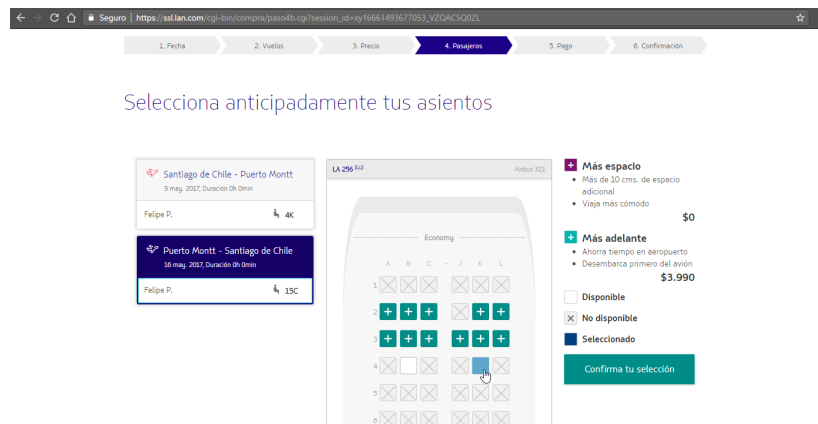 Seguro | https://ssl.lan.com/cgi-bin/compra/paso4b.cgi?session_id=xy16661493677053_VZQAC5Q0ZL
1. Fecha 2. Vuelos 3. Precio 4. Pasajeros 5. Pago 6. Confirmación
Selecciona anticipadamente tus asientos
Santiago de Chile - Puerto Montt
9 may. 2017, Duración 0h 0min
Felipe P. 4K
Puerto Montt - Santiago de Chile
16 may. 2017, Duración 0h 0min
Felipe P. 15C
LA 256 Airbus 321
Economy
A B C - J K L
1
2 + + + + +
3 + + + + + +
4
5
6
+ Más espacio
• Más de 10 cms. de espacio
adicional
• Viaja más cómodo
$0
+ Más adelante
• Ahorra tiempo en aeropuerto
• Desembarca primero del avión
$3.990
Disponible
No disponible
Seleccionado
Confirma tu selección